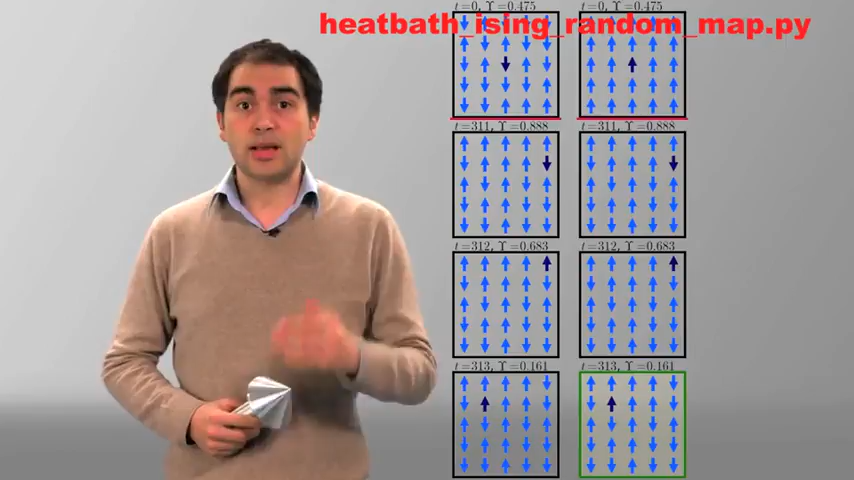 t=0, ϒ=0.475 t=0, ϒ=0.475
heatbath_ising_random_map.py
t=311, ϒ=0.888 t=311, ϒ=0.888
t=312, ϒ=0.683 t=312, ϒ=0.683
t=313, ϒ=0.161 t=313, ϒ=0.161